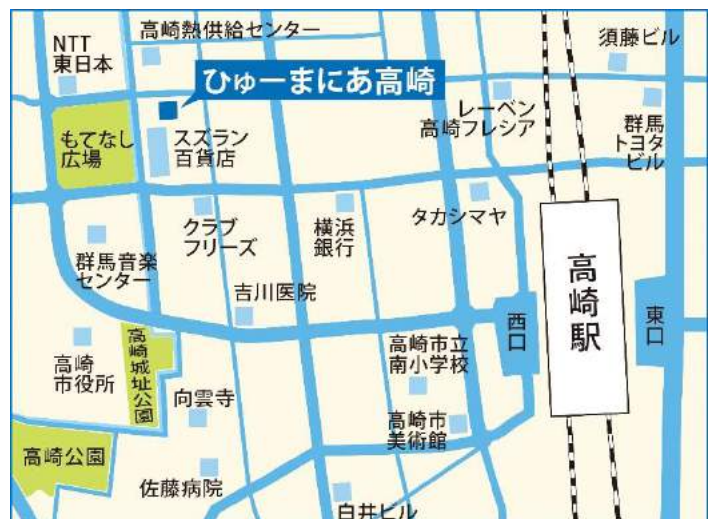 高崎熱供給センター
NTT
東日本
須藤ビル
ひゅーまにあ高崎
レーベン
高崎フレシア
群馬
トヨタ
ビル
もてなし
広場
スズラン
百貨店
タカシマヤ
クラブ
フリーズ
横浜
銀行
群馬音楽
センター
高崎駅
吉川医院
西口
東口
高崎
市役所
高崎城址公園
高崎市立
南小学校
向雲寺
高崎市
美術館
高崎公園
佐藤病院
白井ビル